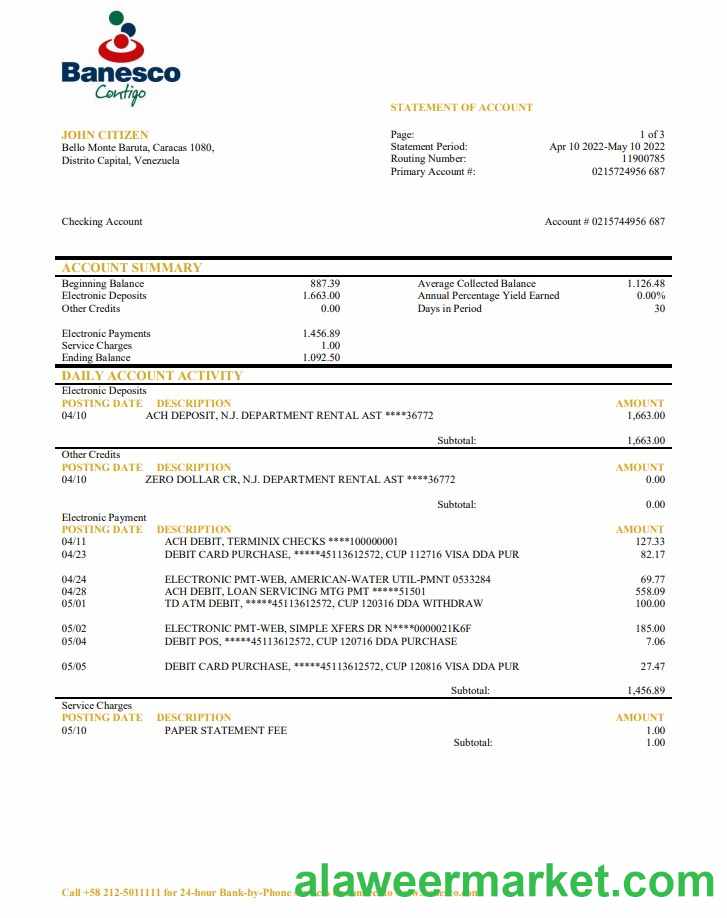 Banesco
Contigo
STATEMENT OF ACCOUNT
JOHN CITIZEN
Bello Monte Baruta, Caracas 1080,
Distrito Capital, Venezuela
Page: 1 of 3
Statement Period: Apr 10 2022-May 10 2022
Routing Number: 11900785
Primary Account #: 0215724956 687
Checking Account Account # 0215744956 687
ACCOUNT SUMMARY
Beginning Balance 887.39 Average Collected Balance 1.126.48
Electronic Deposits 1.663.00 Annual Percentage Yield Earned 0.00%
Other Credits 0.00 Days in Period 30
Electronic Payments 1.456.89
Service Charges 1.00
Ending Balance 1.092.50
DAILY ACCOUNT ACTIVITY
Electronic Deposits
POSTING DATE DESCRIPTION AMOUNT
04/10 ACH DEPOSIT, N.J. DEPARTMENT RENTAL AST ****36772 1,663.00
Subtotal: 1,663.00
Other Credits
POSTING DATE DESCRIPTION AMOUNT
04/10 ZERO DOLLAR CR, N.J. DEPARTMENT RENTAL AST ****36772 0.00
Subtotal: 0.00
Electronic Payment
POSTING DATE DESCRIPTION AMOUNT
04/11 ACH DEBIT, TERMINIX CHECKS ****100000001 127.33
04/23 DEBIT CARD PURCHASE, *****45113612572, CUP 112716 VISA DDA PUR 82.17
04/24 ELECTRONIC PMT-WEB, AMERICAN-WATER UTIL-PMNT 0533284 69.77
04/28 ACH DEBIT, LOAN SERVICING MTG PMT *****51501 558.09
05/01 TD ATM DEBIT, *****45113612572, CUP 120316 DDA WITHDRAW 100.00
05/02 ELECTRONIC PMT-WEB, SIMPLE XFERS DR N****0000021K6F 185.00
05/04 DEBIT POS, *****45113612572, CUP 120716 DDA PURCHASE 7.06
05/05 DEBIT CARD PURCHASE, *****45113612572, CUP 120816 VISA DDA PUR 27.47
Subtotal: 1,456.89
Service Charges
POSTING DATE DESCRIPTION AMOUNT
05/10 PAPER STATEMENT FEE 1.00
Subtotal: 1.00
Call +58 212-5011111 for 24-hour Bank-by-Phone
alaweermarket.com